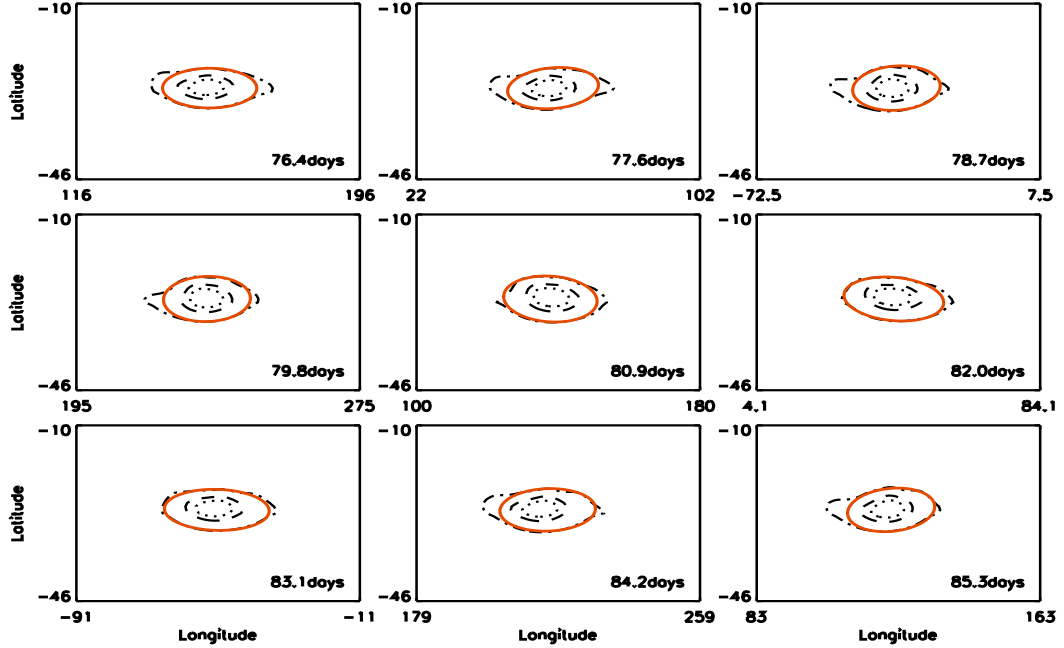 -10
-10
-10
Latitude
76.4days
77.6days
78.7days
-46
-46
-46
116
196
22
102
-72.5
7.5
-10
-10
-10
Latitude
79.8days
80.9days
82.0days
-46
-46
-46
195
275
100
180
4.1
84.1
-10
-10
-10
Latitude
83.1days
84.2days
85.3days
-46
-46
-46
-91
-11
179
259
83
163
Longitude
Longitude
Longitude